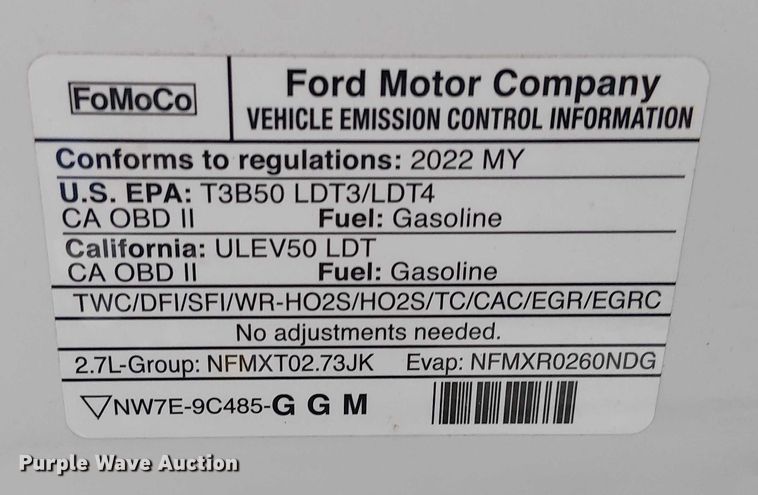 FoMoCo
Ford Motor Company
VEHICLE EMISSION CONTROL INFORMATION
Conforms to regulations: 2022 MY
U.S. EPA: T3B50 LDT3/LDT4
CA OBD II Fuel: Gasoline
California: ULEV50 LDT
CA OBD II Fuel: Gasoline
TWC/DFI/SFI/WR-HO2S/HO2S/TC/CAC/EGR/EGRC
No adjustments needed.
2.7L-Group: NFMXT02.73JK Evap: NFMXR0260NDG
NW7E-9C485-G G M
Purple Wave Auction